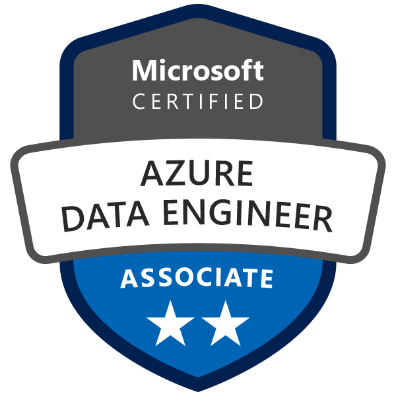 Microsoft
CERTIFIED
AZURE
DATA ENGINEER
ASSOCIATE